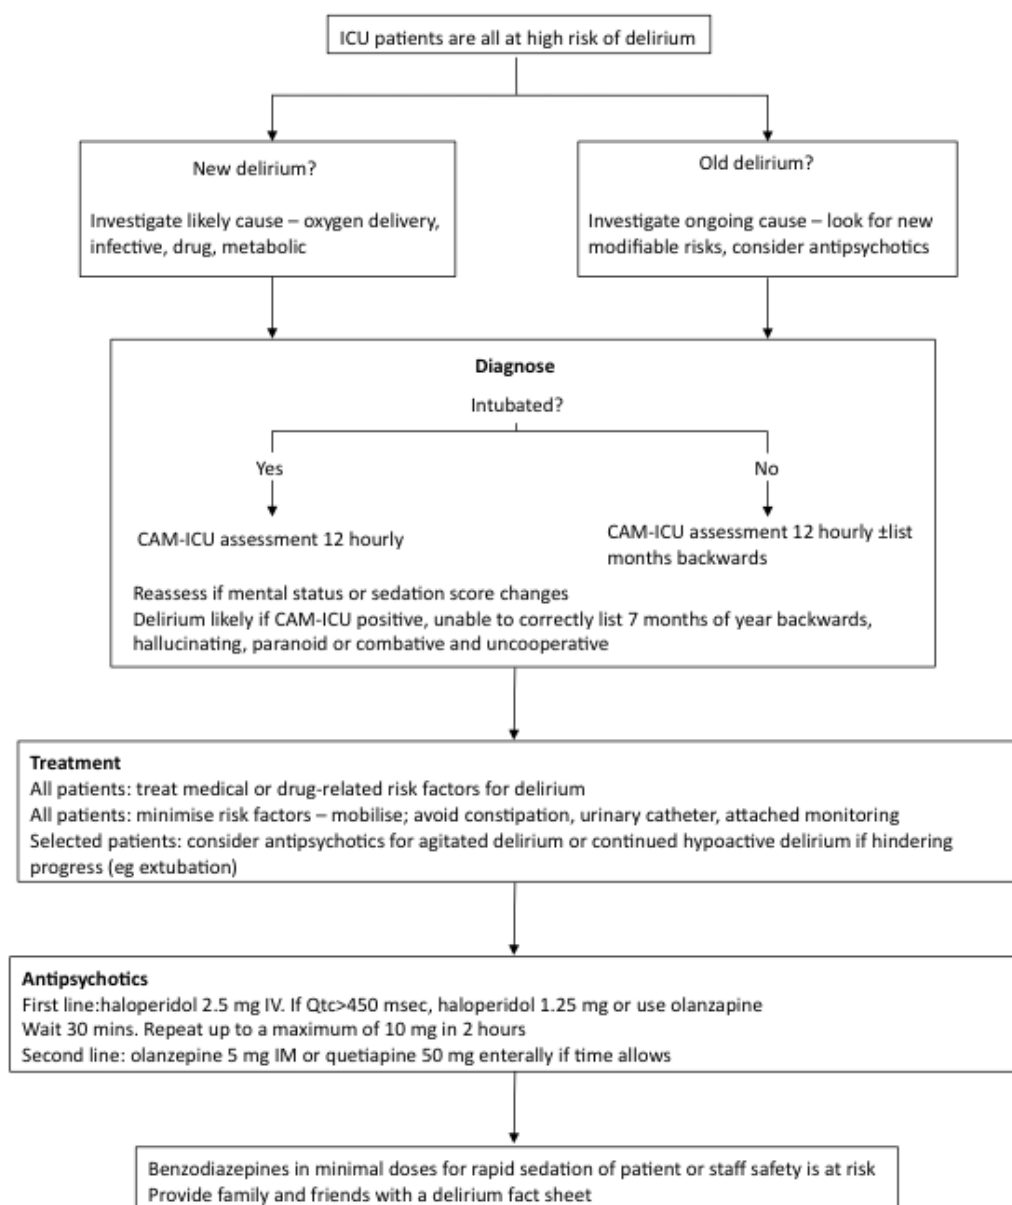 ICU patients are all at high risk of delirium
New delirium?
Investigate likely cause – oxygen delivery,
infective, drug, metabolic
Old delirium?
Investigate ongoing cause – look for new
modifiable risks, consider antipsychotics
Diagnose
Intubated?
Yes
No
CAM-ICU assessment 12 hourly
CAM-ICU assessment 12 hourly ±list
months backwards
Reassess if mental status or sedation score changes
Delirium likely if CAM-ICU positive, unable to correctly list 7 months of year backwards,
hallucinating, paranoid or combative and uncooperative
Treatment
All patients: treat medical or drug-related risk factors for delirium
All patients: minimise risk factors – mobilise; avoid constipation, urinary catheter, attached monitoring
Selected patients: consider antipsychotics for agitated delirium or continued hypoactive delirium if hindering
progress (eg extubation)
Antipsychotics
First line:haloperidol 2.5 mg IV. If Qtc>450 msec, haloperidol 1.25 mg or use olanzapine
Wait 30 mins. Repeat up to a maximum of 10 mg in 2 hours
Second line: olanzepine 5 mg IM or quetiapine 50 mg enterally if time allows
Benzodiazepines in minimal doses for rapid sedation of patient or staff safety is at risk
Provide family and friends with a delirium fact sheet